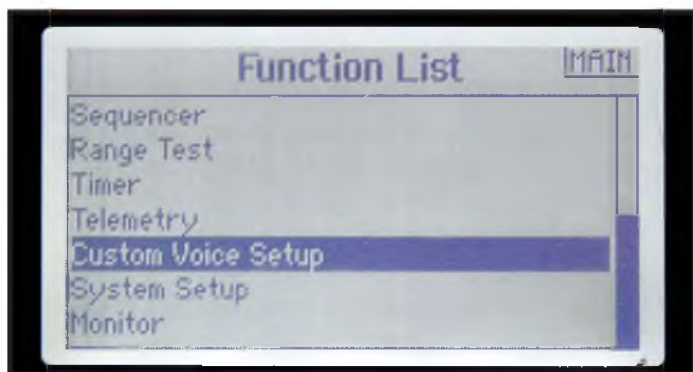 Function List
MAIN
Sequencer
Range Test
Timer
Telemetry
Custom Voice Setup
System Setup
Monitor